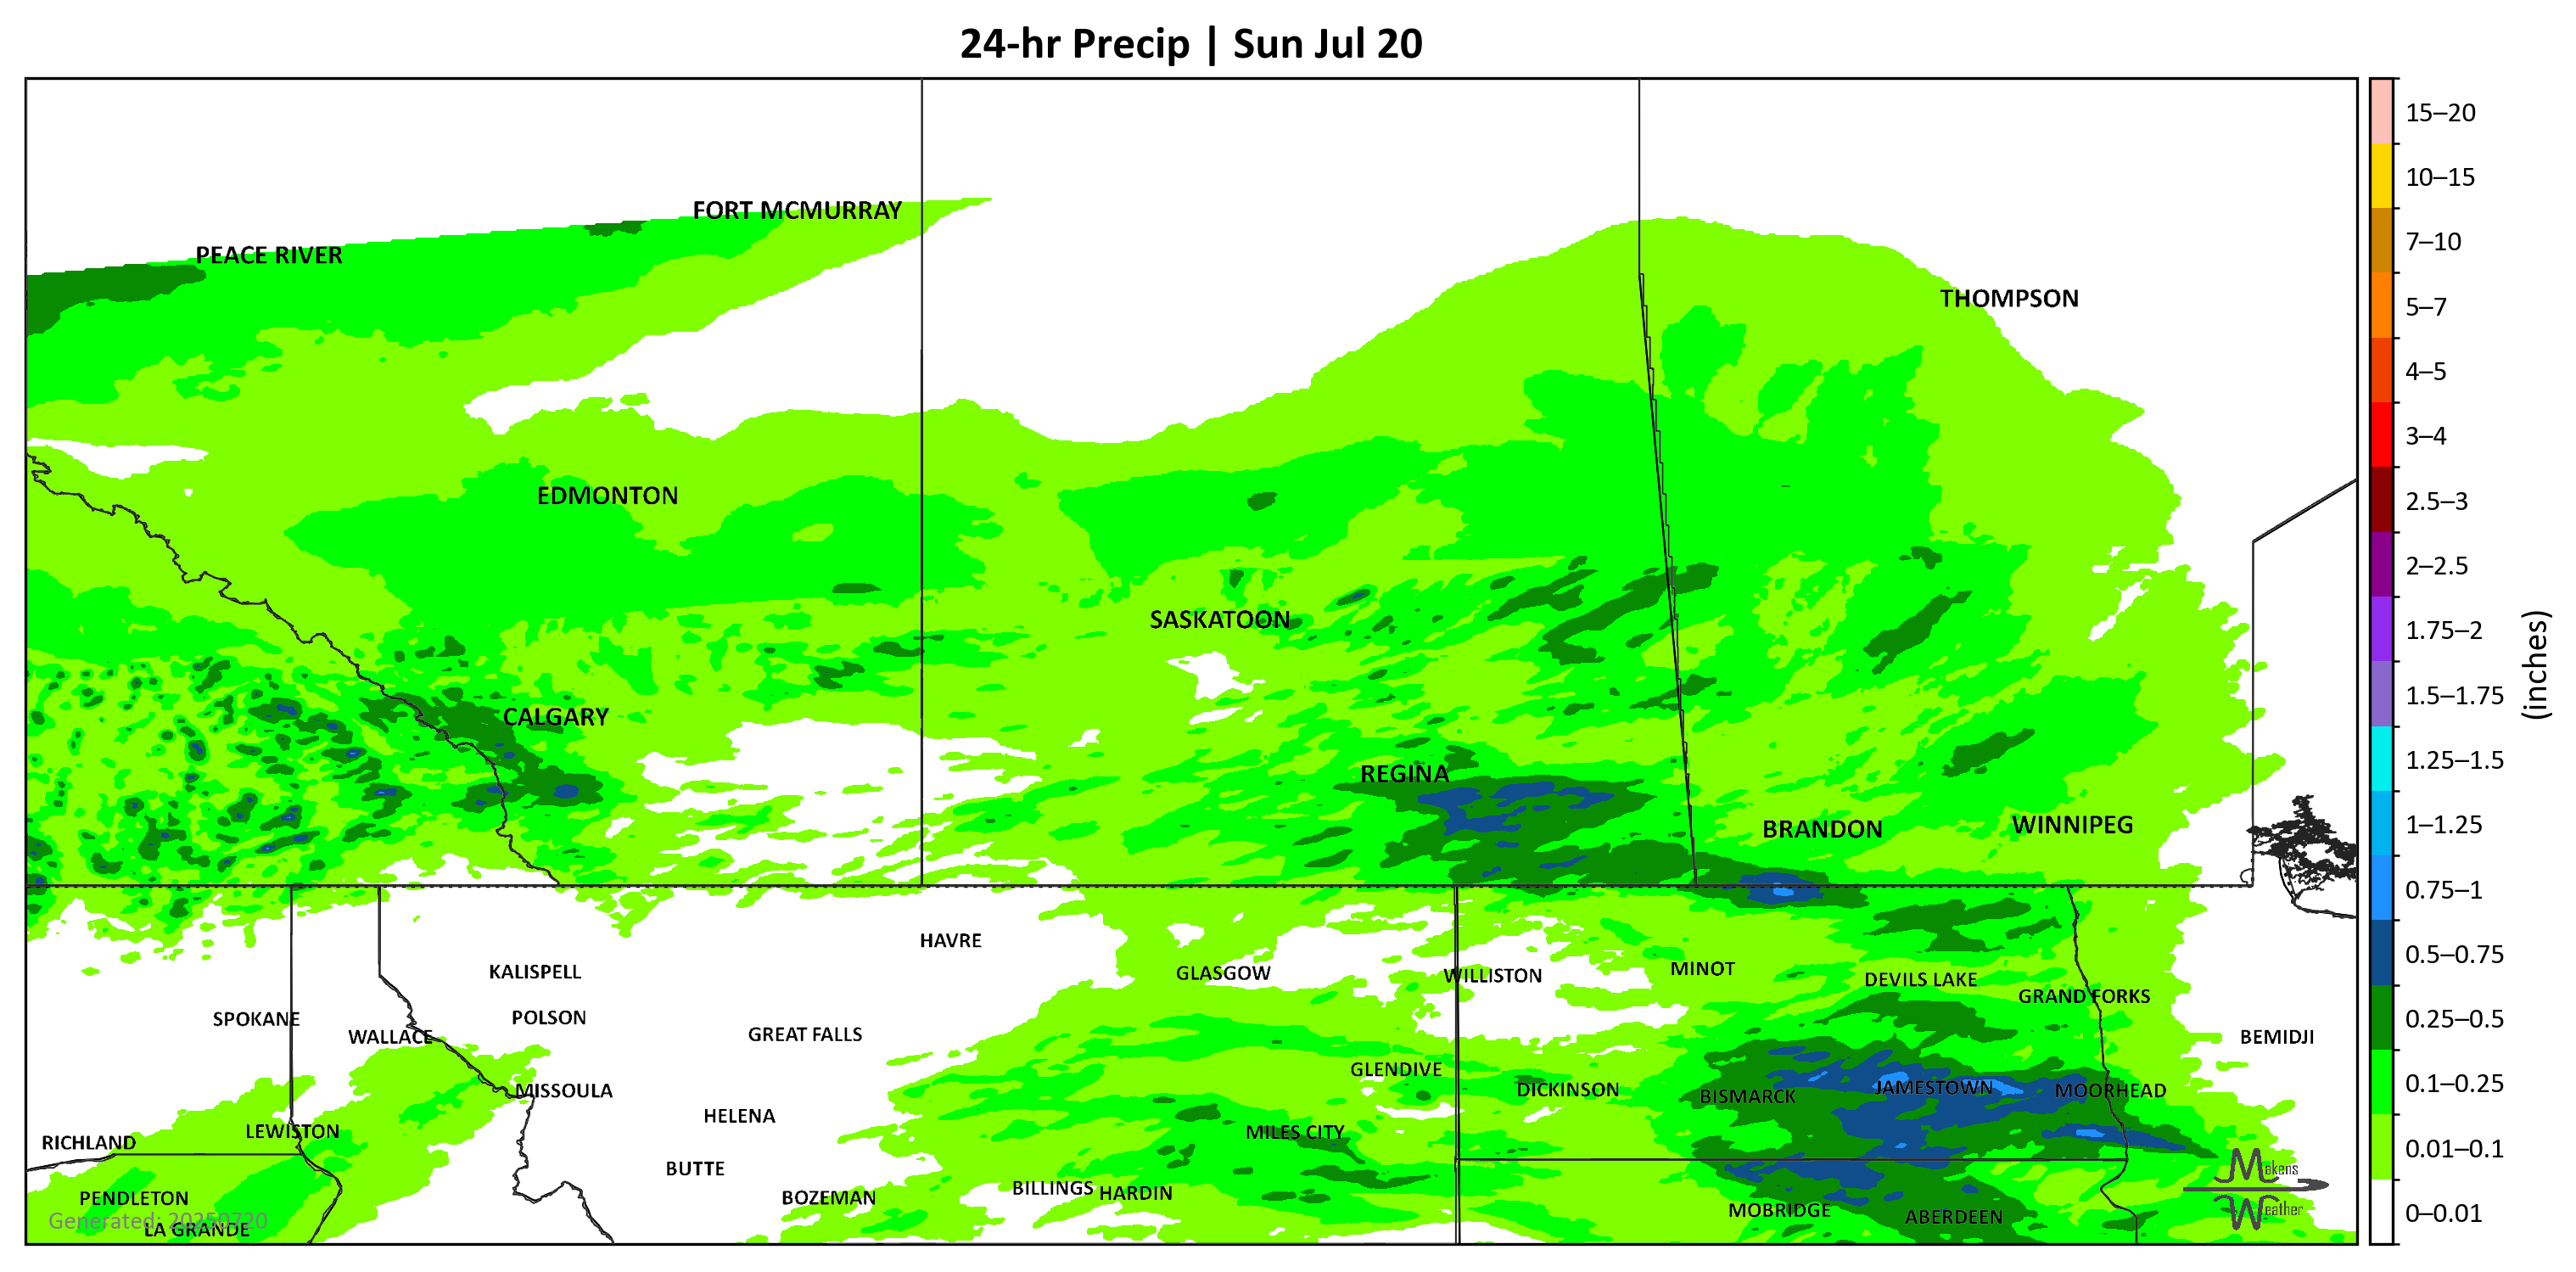 24-hr Precip | Sun Jul 20
FORT MCMURRAY
PEACE RIVER
THOMPSON
EDMONTON
SASKATOON
CALGARY
REGINA
BRANDON
WINNIPEG
HAVRE
KALISPELL
GLASGOW
WILLISTON
MINOT
DEVILS LAKE
GRAND FORKS
SPOKANE
POLSON
WALLACE
GREAT FALLS
BEMIDJI
GLENDIVE
MISSOULA
DICKINSON
BISMARCK
JAMESTOWN
MOORHEAD
HELENA
RICHLAND
LEWISTON
MILES CITY
BUTTE
PENDLETON
BOZEMAN
BILLINGS
HARDIN
MOBRIDGE
ABERDEEN
Generated: 20250720
LA GRANDE
Makens
Weather
15–20
10–15
7–10
5–7
4–5
3–4
2.5–3
2–2.5
1.75–2
1.5–1.75
1.25–1.5
1–1.25
0.75–1
0.5–0.75
0.25–0.5
0.1–0.25
0.01–0.1
0–0.01
(inches)